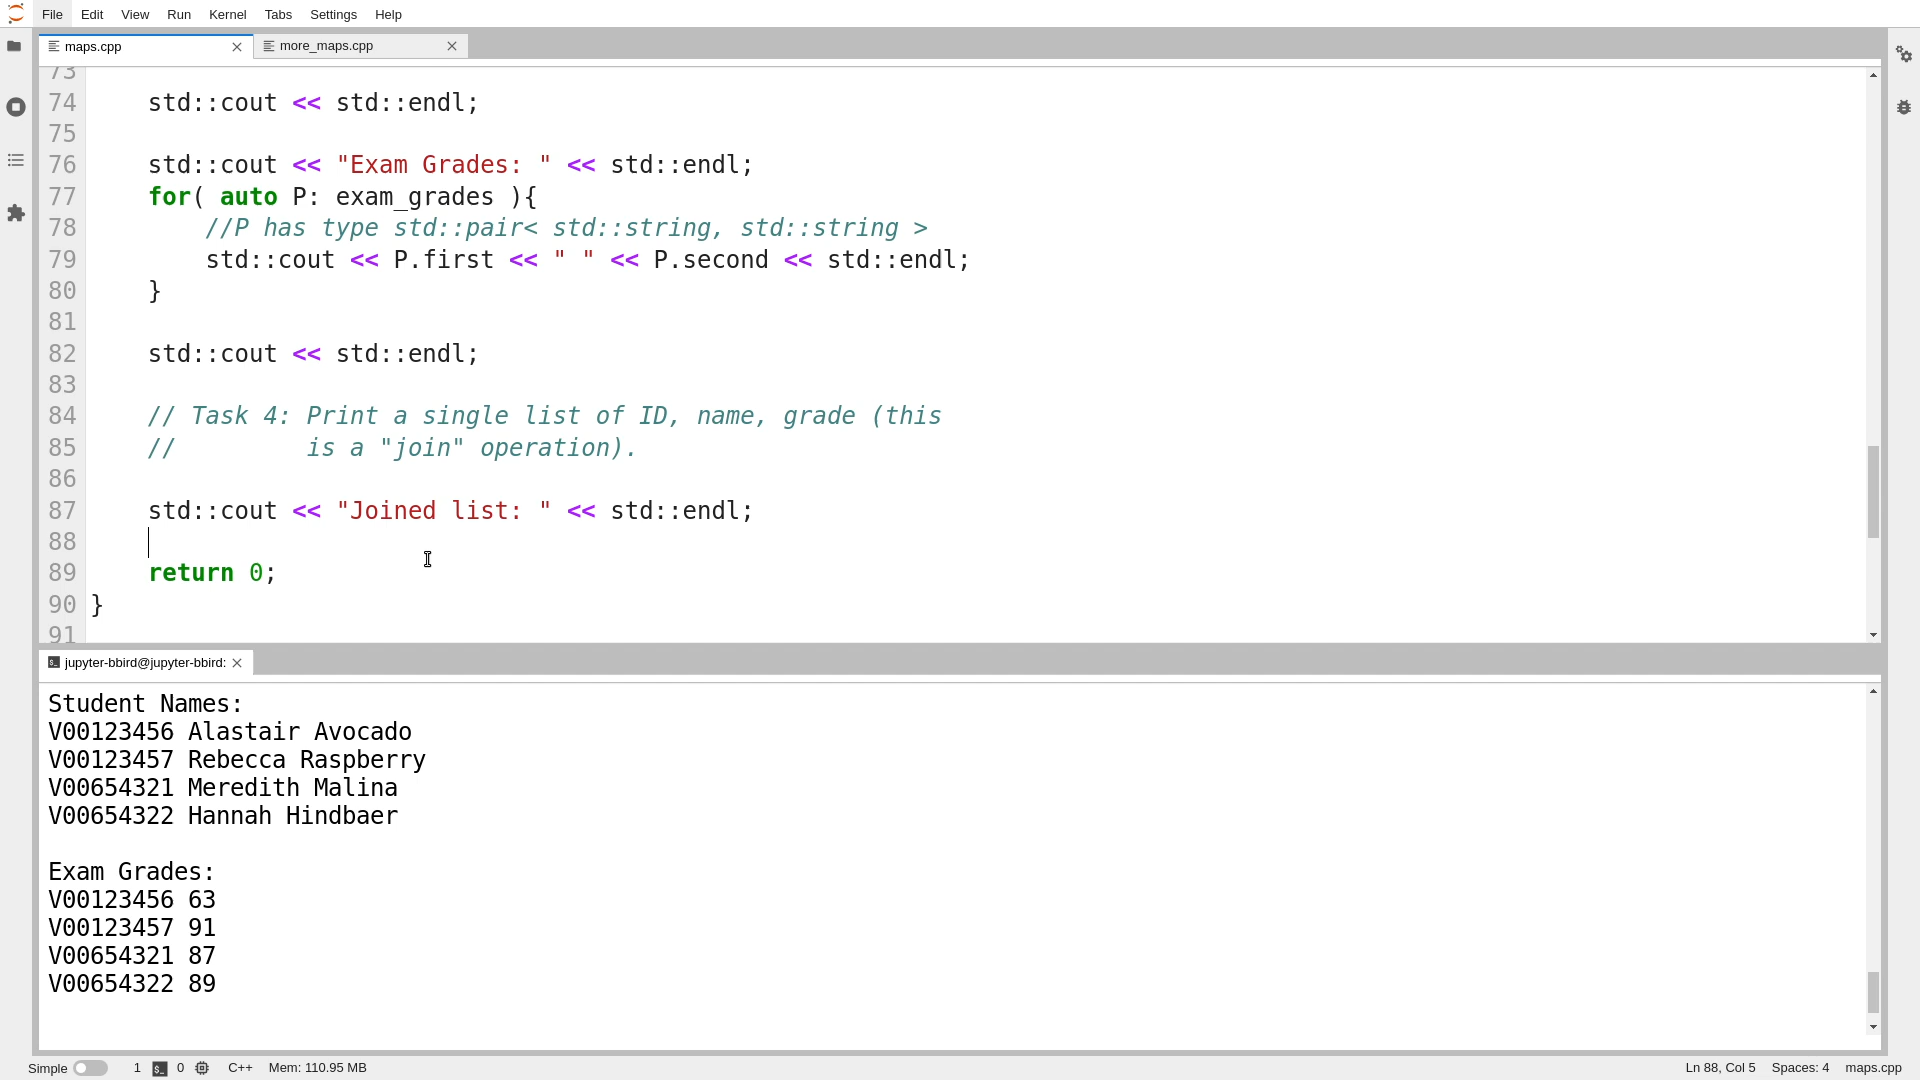 File Edit View Run Kernel Tabs Settings Help
maps.cpp
more_maps.cpp
73
74 std::cout << std::endl;
75
76 std::cout << "Exam Grades: " << std::endl;
77 for( auto P: exam_grades ){
78 //P has type std::pair< std::string, std::string >
79 std::cout << P.first << " " << P.second << std::endl;
80 }
81
82 std::cout << std::endl;
83
84 // Task 4: Print a single list of ID, name, grade (this
85 // is a "join" operation).
86
87 std::cout << "Joined list: " << std::endl;
88
89 return 0;
90 }
91
jupyter-bbird@jupyter-bbird:
Student Names:
V00123456 Alastair Avocado
V00123457 Rebecca Raspberry
V00654321 Meredith Malina
V00654322 Hannah Hindbaer
Exam Grades:
V00123456 63
V00123457 91
V00654321 87
V00654322 89
Simple 1 0 C++ Mem: 110.95 MB Ln 88, Col 5 Spaces: 4 maps.cpp